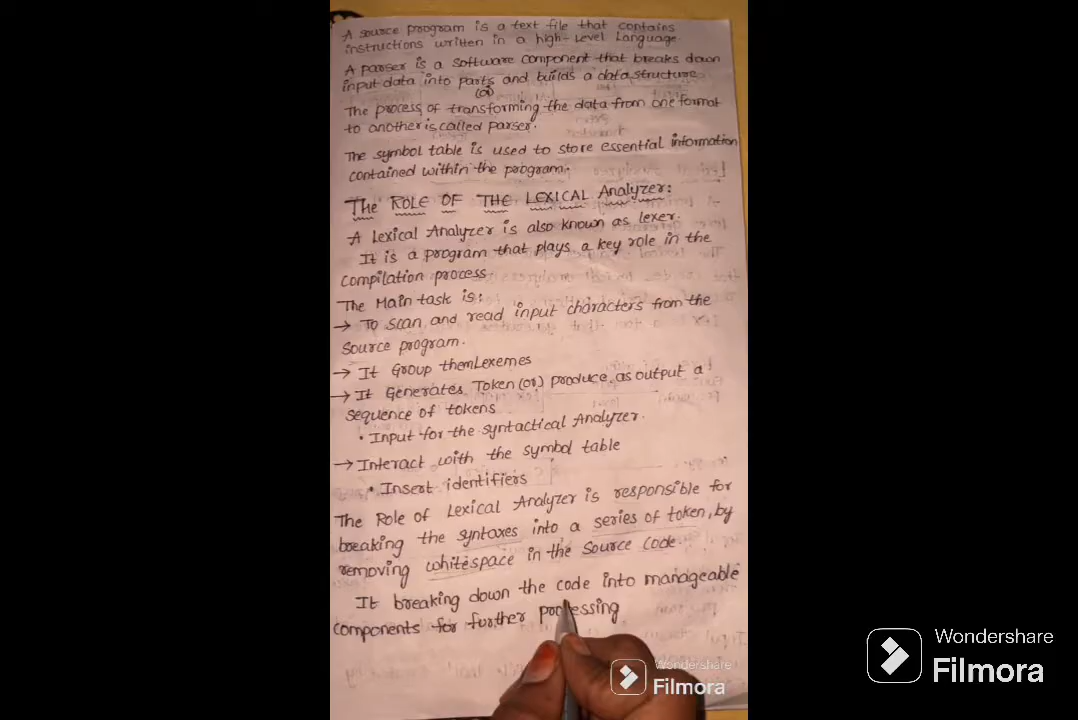 A source program is a text file that contains
instructions written in a high-Level Language.
A parser is a software component that breaks down
input data into parts and builds a data structure
(or)
The process of transforming the data from one format
to another is called parser.
The symbol table is used to store essential information
contained within the program.
The ROLE OF THE LEXICAL Analyzer:
A Lexical Analyzer is also known as lexer.
It is a program that plays a key role in the
compilation process
The Main task is:
→ To scan and read input characters from the
Source program.
→ It Group them Lexemes
→ It Generates Token (or) produce as output a
sequence of tokens
• Input for the syntactical Analyzer.
→ Interact with the symbol table
• Insert identifiers
The Role of Lexical Analyzer is responsible for
breaking the syntaxes into a series of token, by
removing whitespace in the source code.
It breaking down the code into manageable
components for further processing
Wondershare
Filmora
Wondershare
Filmora